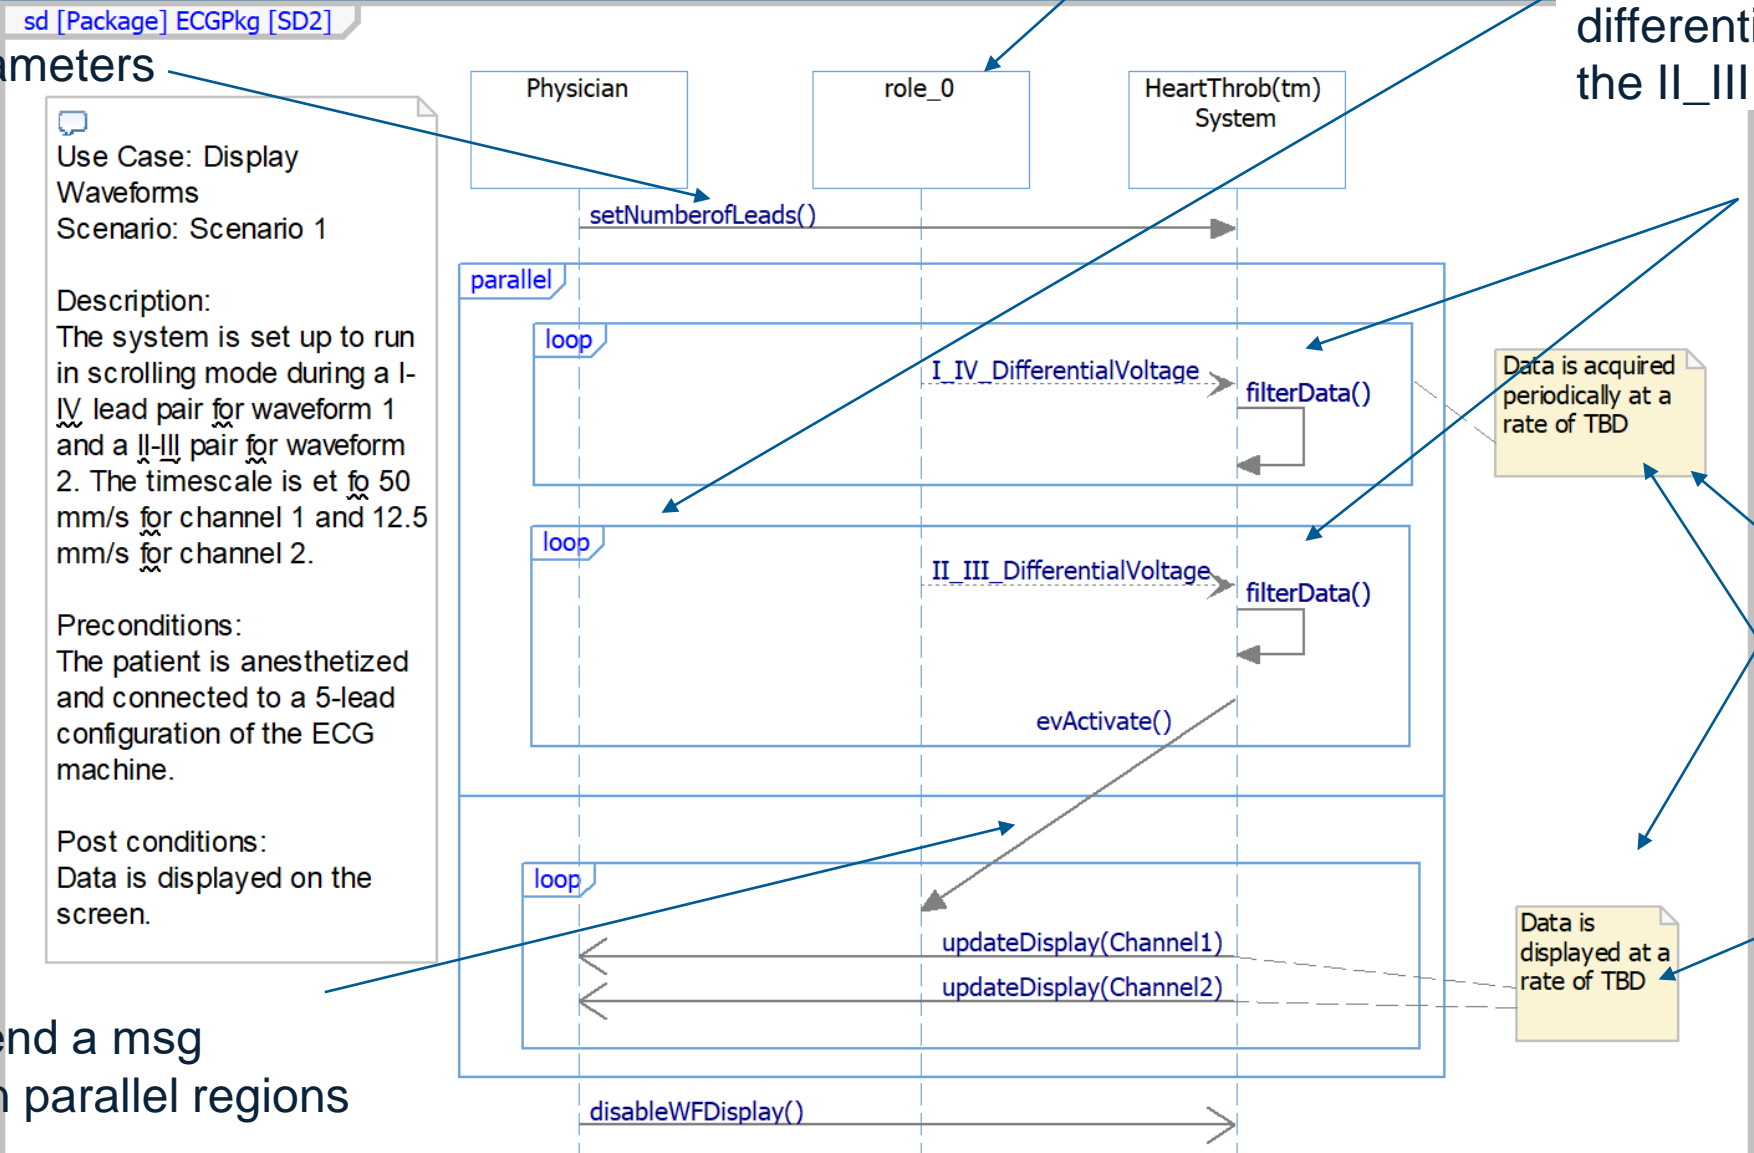 sd [Package] ECGPkg [SD2]
differenti
the II_III
ameters
Physician
role_0
HeartThrob(tm)
System
Use Case: Display
Waveforms
Scenario: Scenario 1
Description:
The system is set up to run
in scrolling mode during a I-
IV lead pair for waveform 1
and a II-III pair for waveform
2. The timescale is et fo 50
mm/s for channel 1 and 12.5
mm/s for channel 2.
Preconditions:
The patient is anesthetized
and connected to a 5-lead
configuration of the ECG
machine.
Post conditions:
Data is displayed on the
screen.
setNumberofLeads()
parallel
loop
I_IV_DifferentialVoltage
filterData()
Data is acquired
periodically at a
rate of TBD
loop
II_III_DifferentialVoltage
filterData()
evActivate()
loop
updateDisplay(Channel1)
updateDisplay(Channel2)
Data is
displayed at a
rate of TBD
end a msg
n parallel regions
disableWFDisplay()